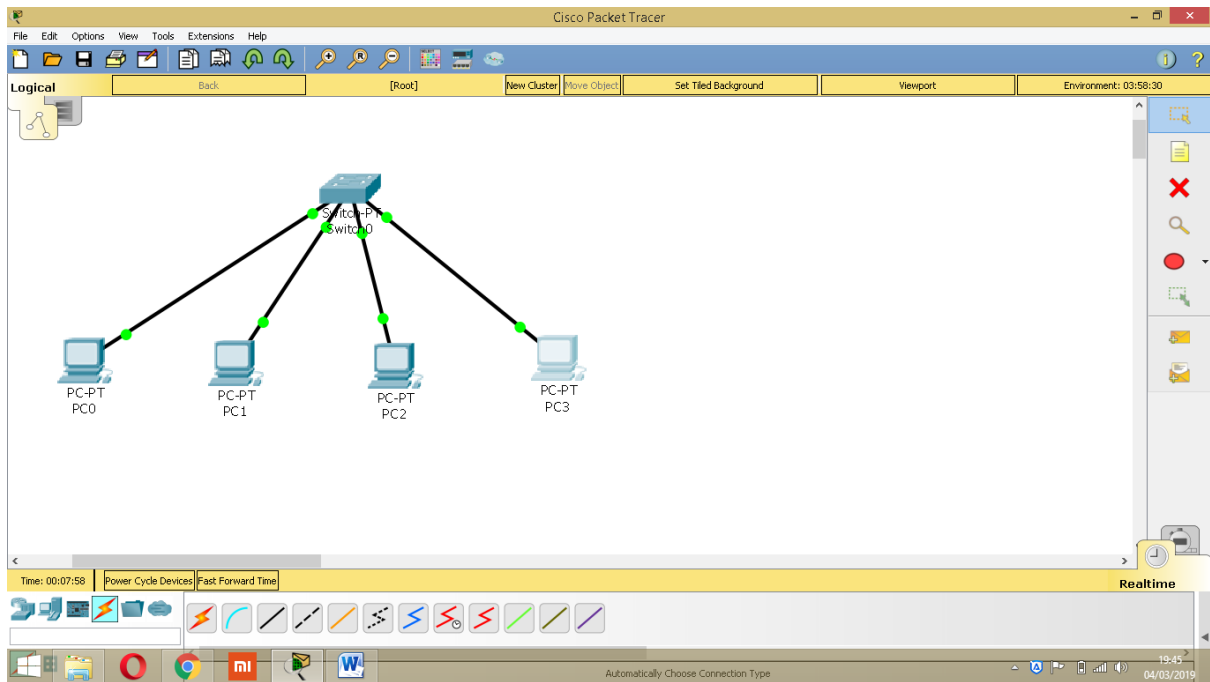 Cisco Packet Tracer
File Edit Options View Tools Extensions Help
Logical Back [Root] New Cluster Move Object Set Tiled Background Viewport Environment: 03:58:30
Switch-PT
Switch0
PC-PT
PC0
PC-PT
PC1
PC-PT
PC2
PC-PT
PC3
Time: 00:07:58 Power Cycle Devices Fast Forward Time Realtime
Automatically Choose Connection Type
19:45
04/03/2019